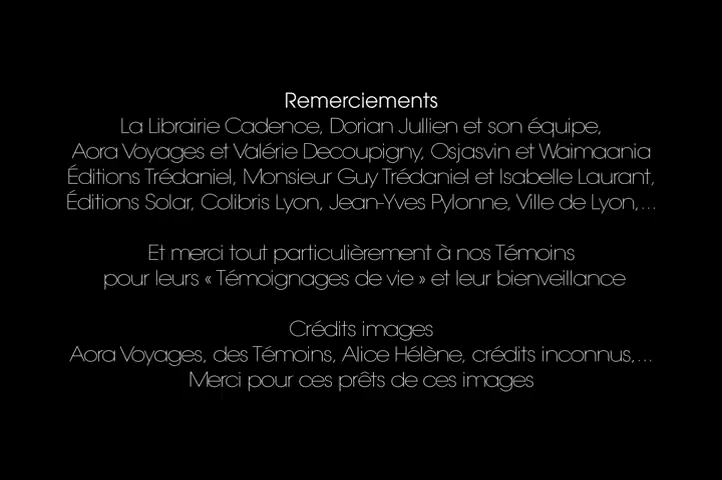 Remerciements
La Librairie Cadence, Dorian Jullien et son équipe,
Aora Voyages et Valérie Decoupigny, Osjasvin et Waimaania
Éditions Trédaniel, Monsieur Guy Trédaniel et Isabelle Laurant,
Éditions Solar, Colibris Lyon, Jean-Yves Pylonne, Ville de Lyon,...
Et merci tout particulièrement à nos Témoins
pour leurs « Témoignages de vie » et leur bienveillance
Crédits images
Aora Voyages, des Témoins, Alice Hélène, crédits inconnus,...
Merci pour ces prêts de ces images